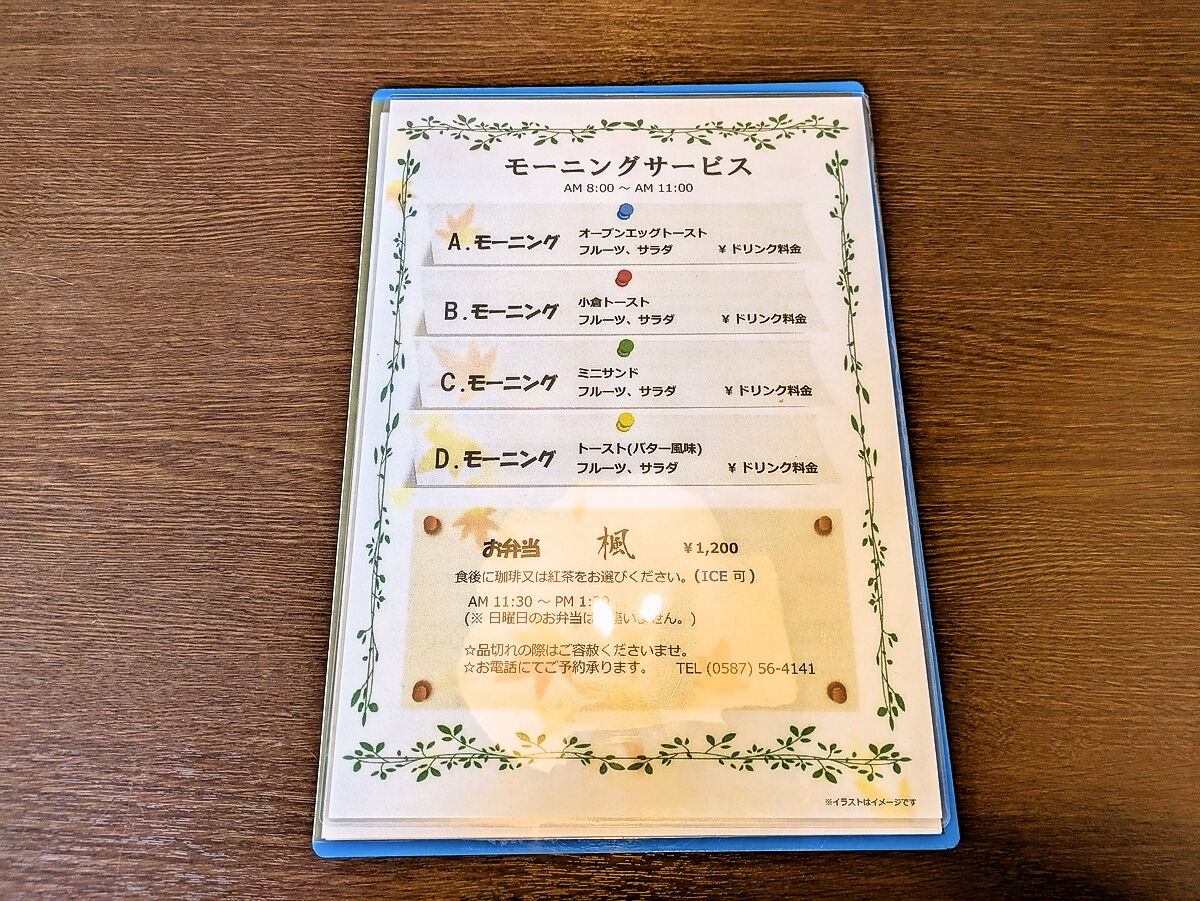 モーニングサービス
AM 8:00 ～ AM 11:00
A.モーニング
オープンエッグトースト
フルーツ、サラダ ￥ドリンク料金
B.モーニング
小倉トースト
フルーツ、サラダ ￥ドリンク料金
C.モーニング
ミニサンド
フルーツ、サラダ ￥ドリンク料金
D.モーニング
トースト(バター風味)
フルーツ、サラダ ￥ドリンク料金
お弁当 楓 ￥1,200
食後に珈琲又は紅茶をお選びください。(ICE 可)
AM 11:30 ～ PM 1:
(※ 日曜日のお弁当は いません。)
☆品切れの際はご容赦くださいませ。
☆お電話にてご予約承ります。 TEL (0587) 56-4141
※イラストはイメージです